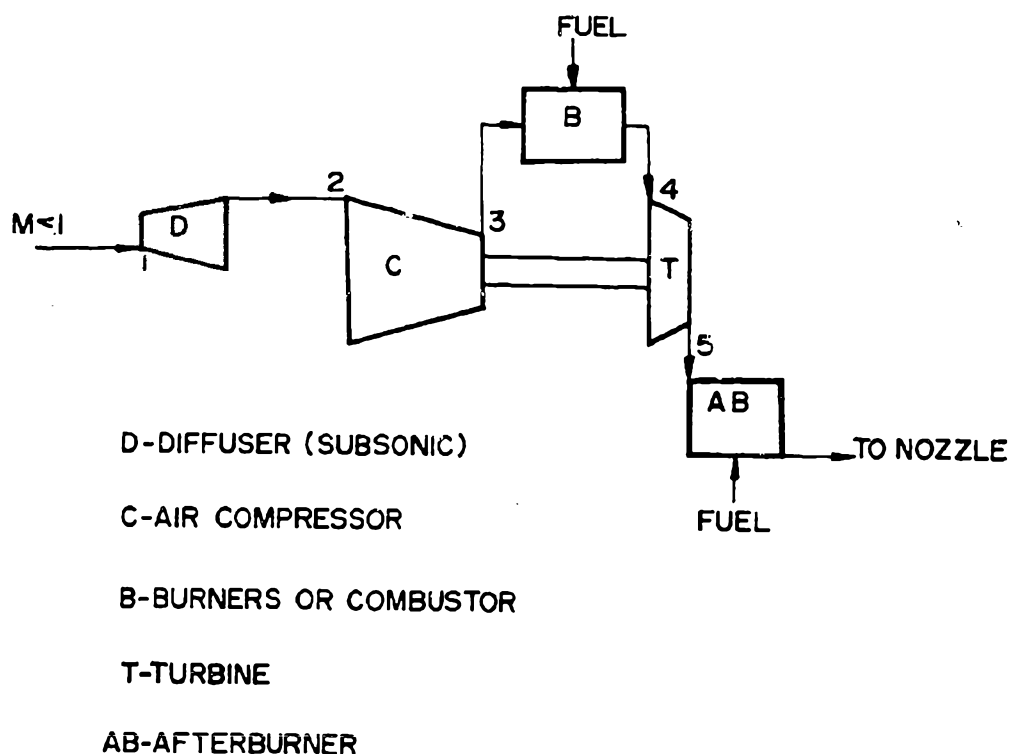 FUEL
B
2
4
M<1
D
3
1
C
T
5
AB
D-DIFFUSER (SUBSONIC)
TO NOZZLE
C-AIR COMPRESSOR
FUEL
B-BURNERS OR COMBUSTOR
T-TURBINE
AB-AFTERBURNER